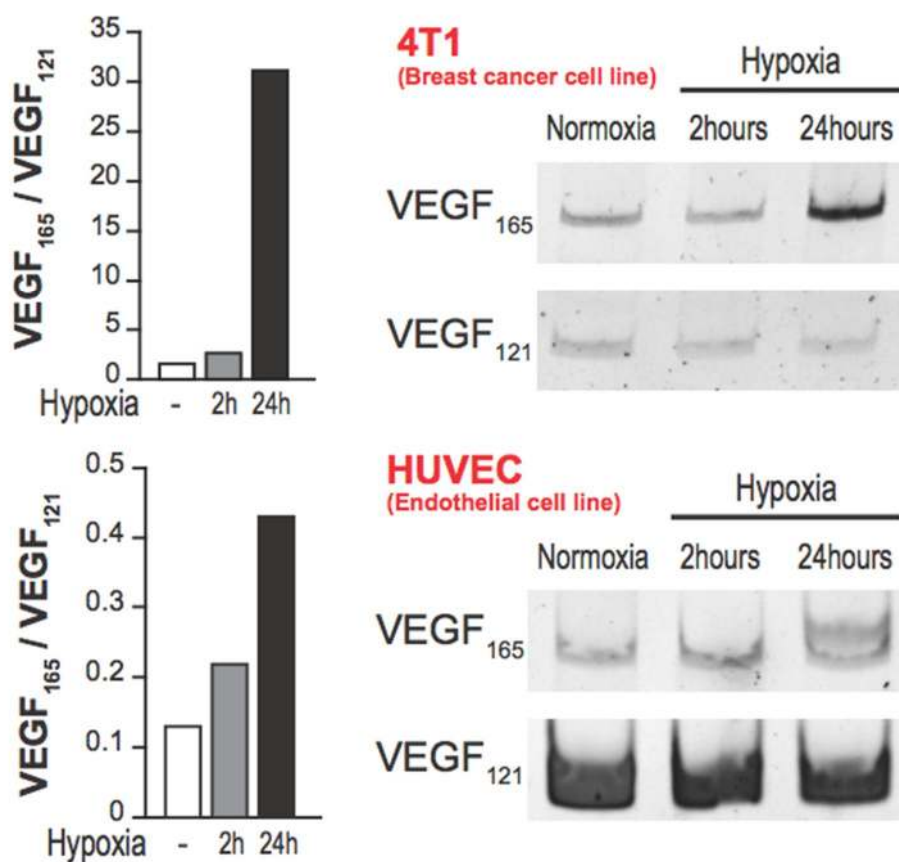 VEGF165 / VEGF121
35
30
25
20
15
10
5
0
Hypoxia - 2h 24h
4T1
(Breast cancer cell line)
Hypoxia
Normoxia 2hours 24hours
VEGF165
VEGF121
VEGF165 / VEGF121
0.5
0.4
0.3
0.2
0.1
0
Hypoxia - 2h 24h
HUVEC
(Endothelial cell line)
Hypoxia
Normoxia 2hours 24hours
VEGF165
VEGF121